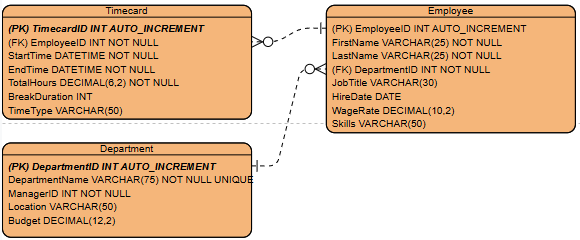 Timecard
(PK) TimecardID INT AUTO_INCREMENT
(FK) EmployeeID INT NOT NULL
StartTime DATETIME NOT NULL
EndTime DATETIME NOT NULL
TotalHours DECIMAL(6,2) NOT NULL
BreakDuration INT
TimeType VARCHAR(50)
Employee
(PK) EmployeeID INT AUTO_INCREMENT
FirstName VARCHAR(25) NOT NULL
LastName VARCHAR(25) NOT NULL
(FK) DepartmentID INT NOT NULL
JobTitle VARCHAR(30)
HireDate DATE
WageRate DECIMAL(10,2)
Skills VARCHAR(50)
Department
(PK) DepartmentID INT AUTO_INCREMENT
DepartmentName VARCHAR(75) NOT NULL UNIQUE
ManagerID INT NOT NULL
Location VARCHAR(50)
Budget DECIMAL(12,2)